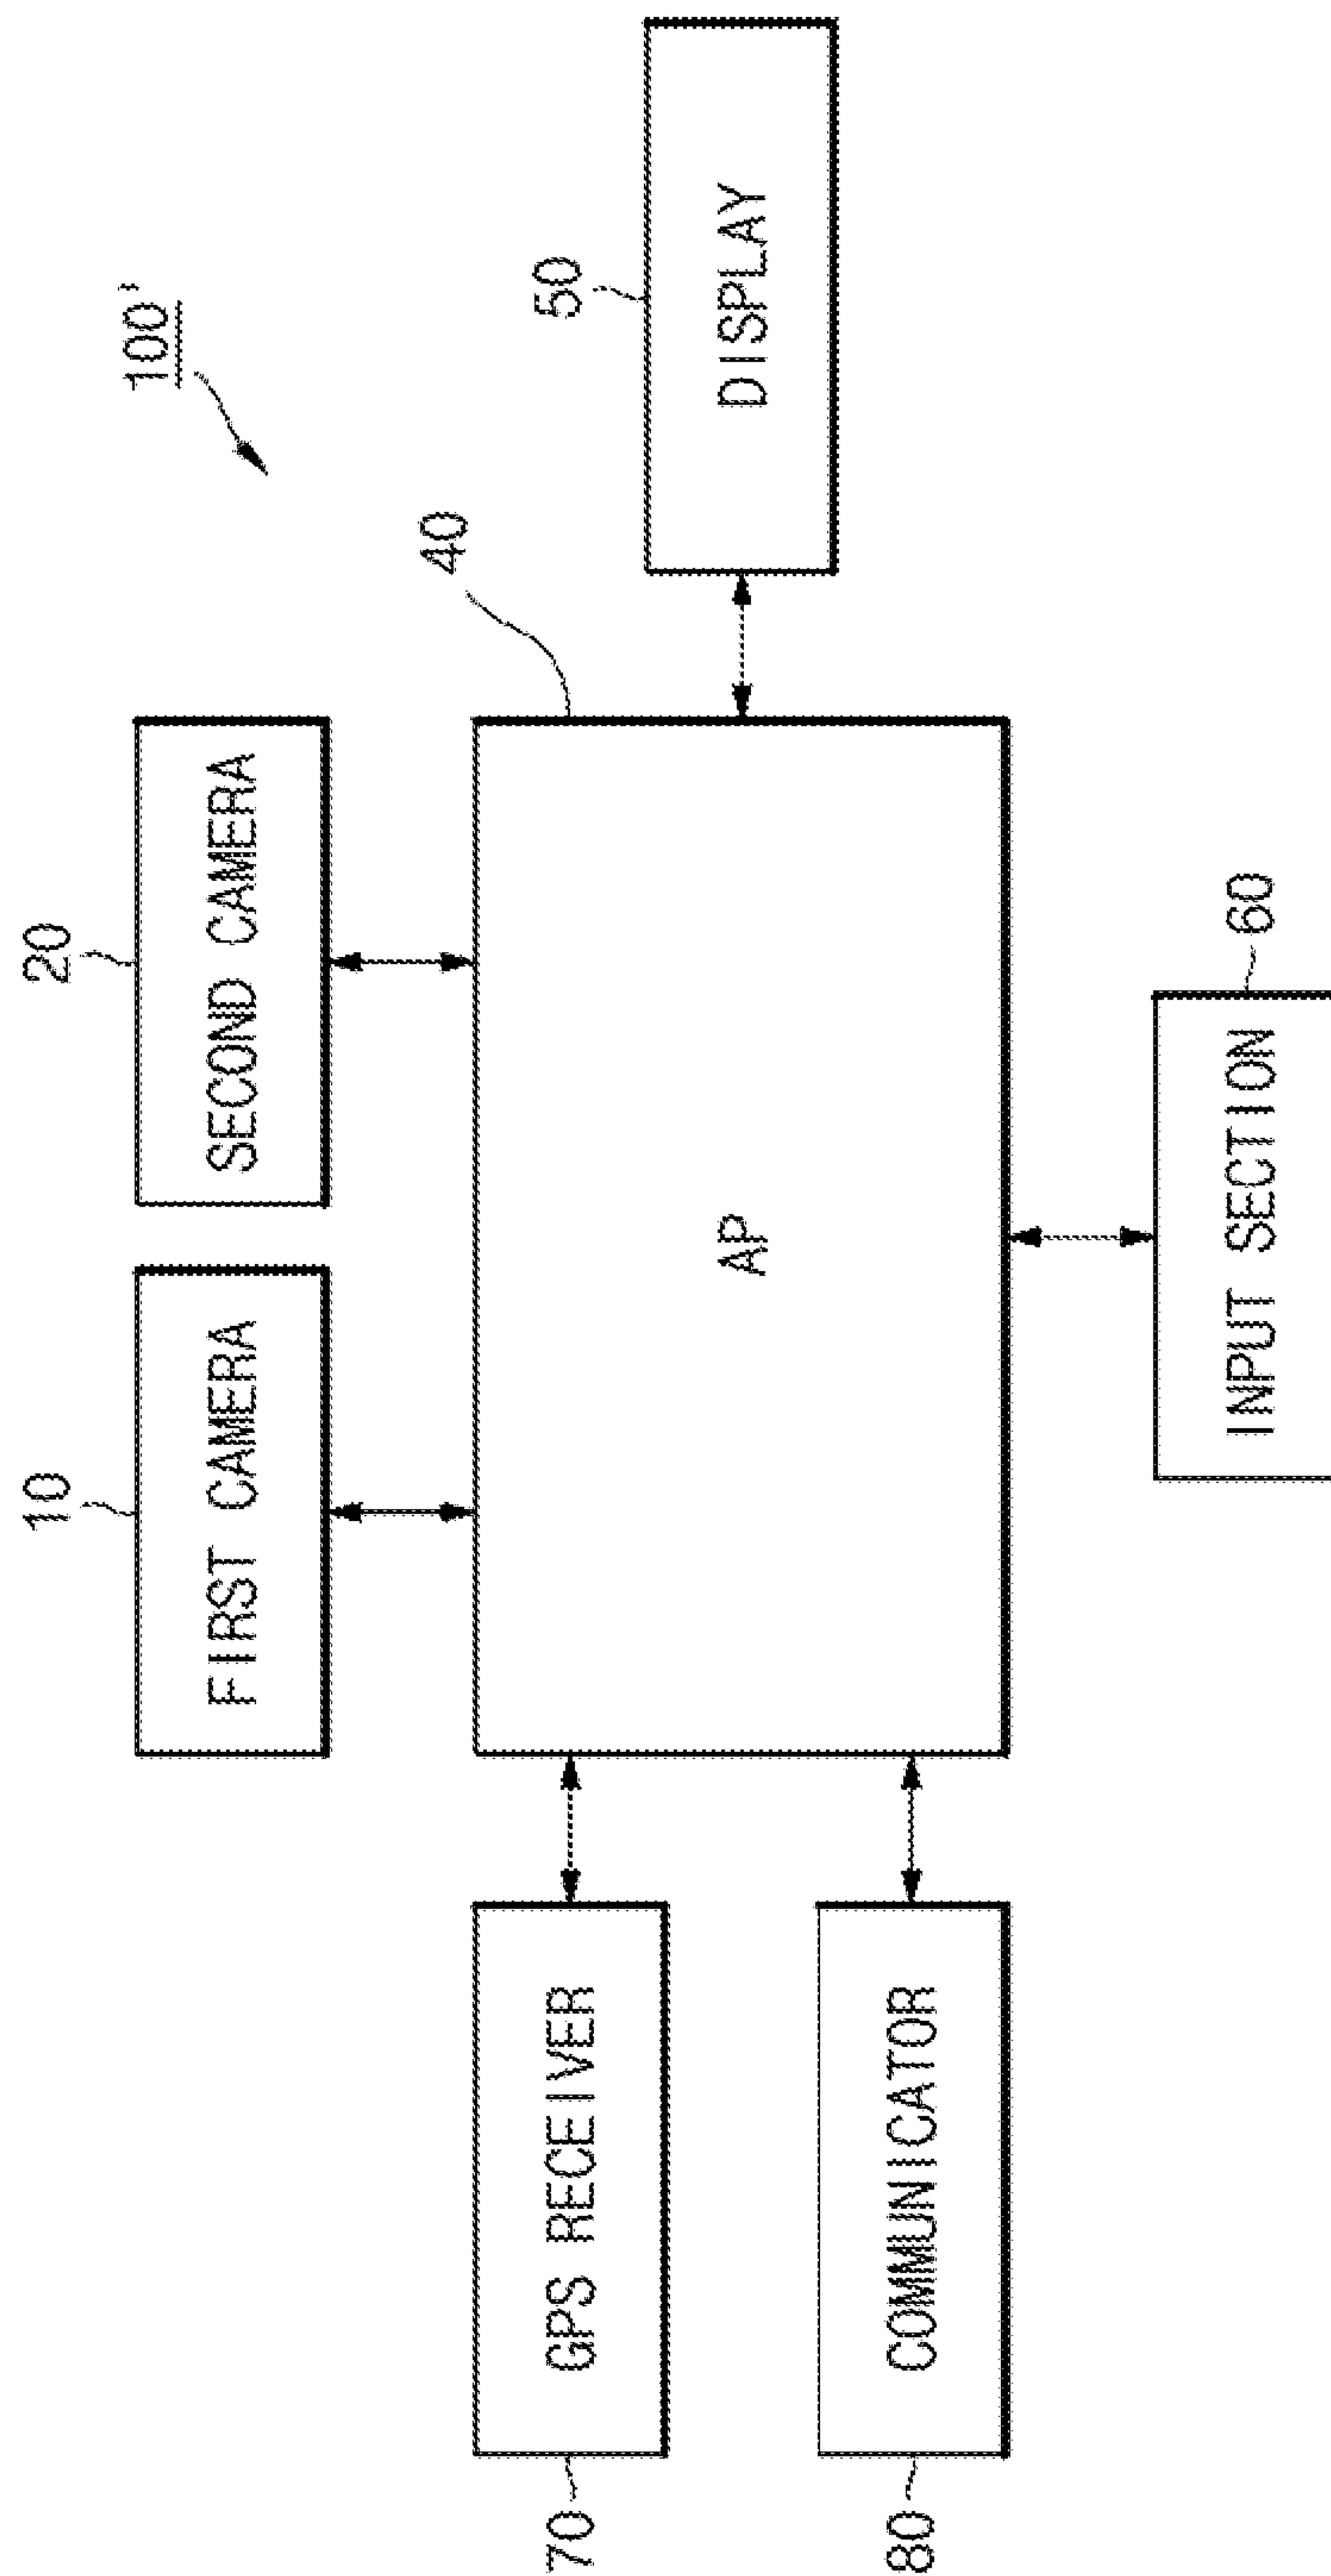 100'
10
20
FIRST CAMERA
SECOND CAMERA
40
70
GPS RECEIVER
50
AP
DISPLAY
80
COMMUNICATOR
INPUT SECTION
60